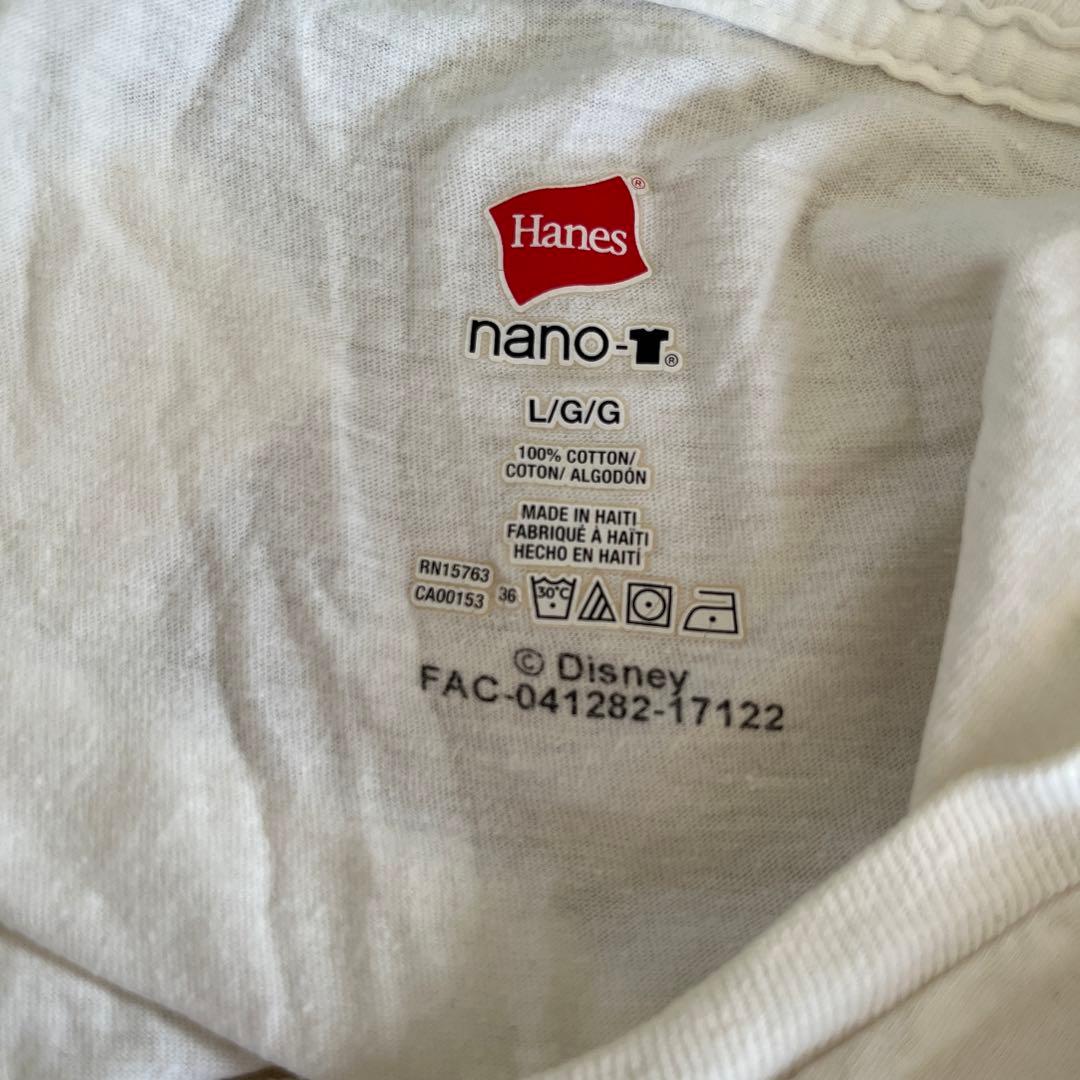 Hanes®
nano-T®
L/G/G
100% COTTON/
COTON/ ALGODÓN
MADE IN HAITI
FABRIQUÉ À HAÏTI
HECHO EN HAITÍ
RN15763
CA00153 36 30°C
© Disney
FAC-041282-17122